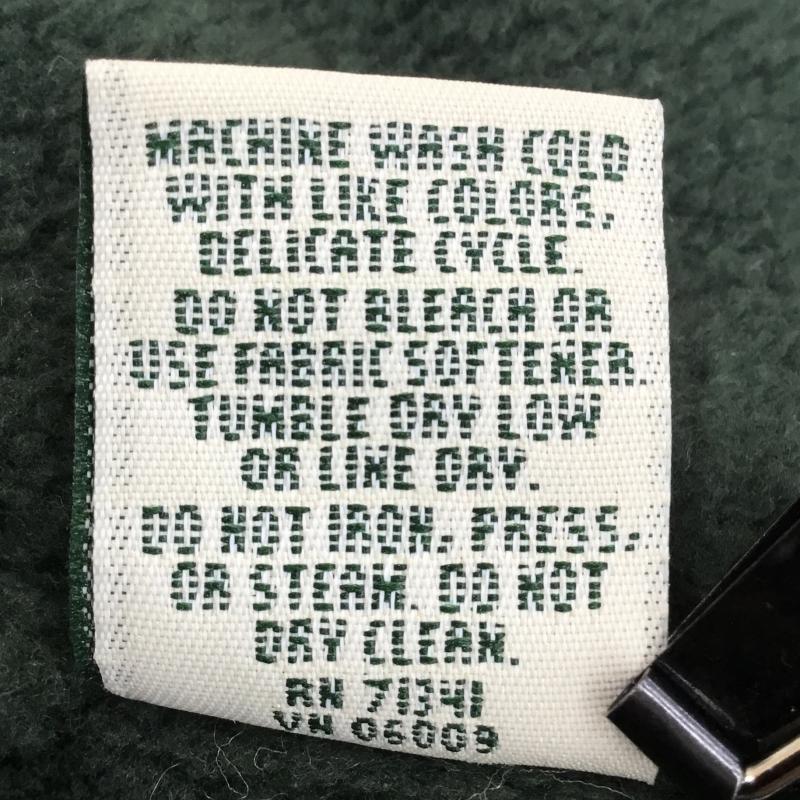 MACHINE WASH COLD
WITH LIKE COLORS,
DELICATE CYCLE.
DO NOT BLEACH OR
USE FABRIC SOFTENER.
TUMBLE DRY LOW
OR LINE DRY.
DO NOT IRON, PRESS,
OR STEAM. DO NOT
DRY CLEAN.
RN 71341
VN 06009